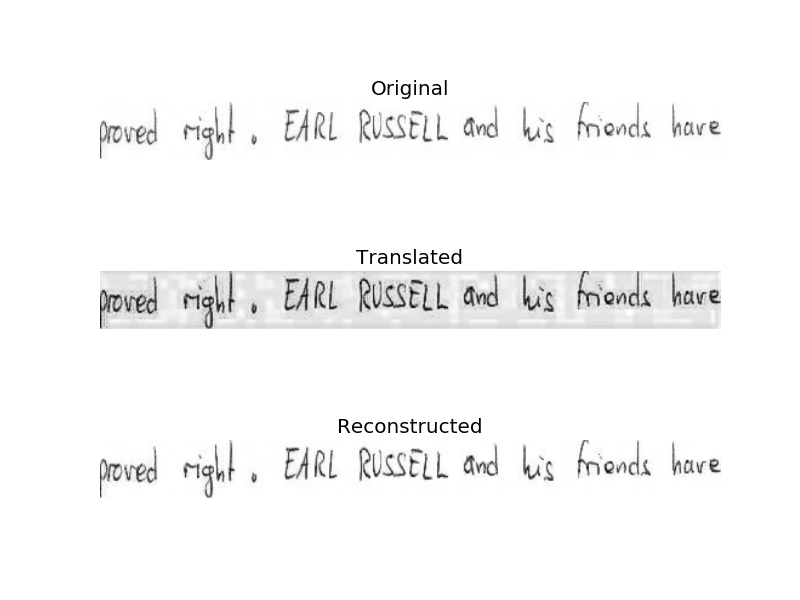 Original
proved right. EARL RUSSELL and his friends have
Translated
proved right. EARL RUSSELL and his friends have
Reconstructed
proved right. EARL RUSSELL and his friends have